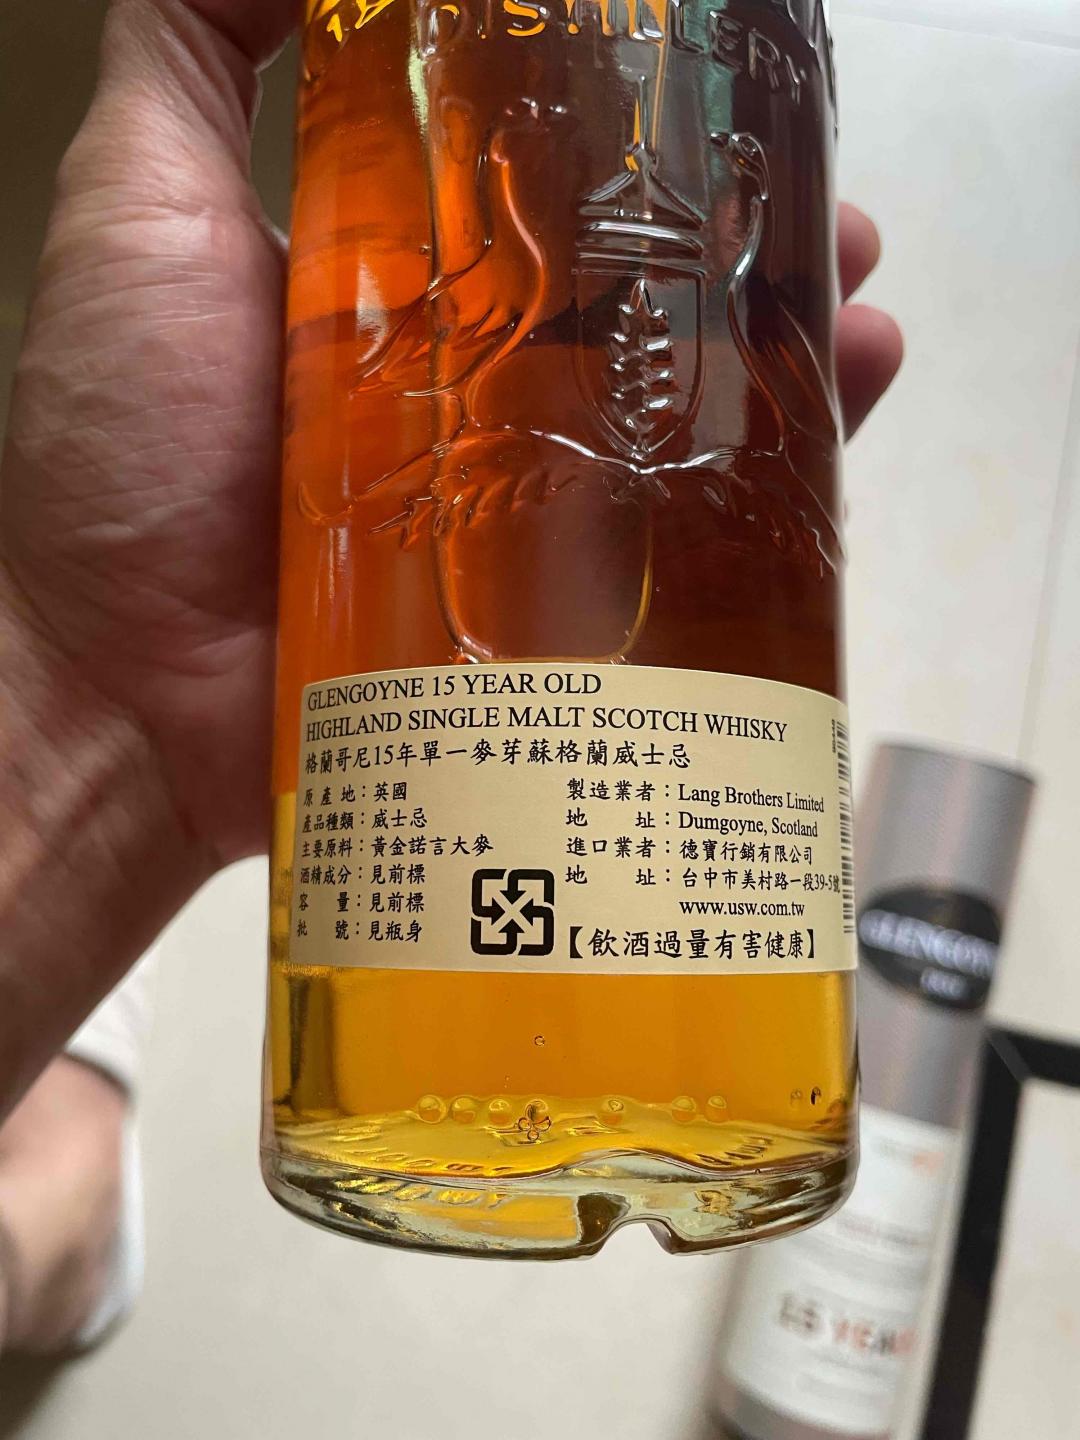 DISTILLERY
GLENGOYNE 15 YEAR OLD
HIGHLAND SINGLE MALT SCOTCH WHISKY
格蘭哥尼15年單一麥芽蘇格蘭威士忌
原產地：英國
產品種類：威士忌
主要原料：黃金諾言大麥
酒精成分：見前標
容量：見前標
批號：見瓶身
製造業者：Lang Brothers Limited
地址：Dumgoyne, Scotland
進口業者：德寶行銷有限公司
地址：台中市美村路一段39-5號
www.usw.com.tw
【飲酒過量有害健康】
GLENGOYNE
15 YEAR